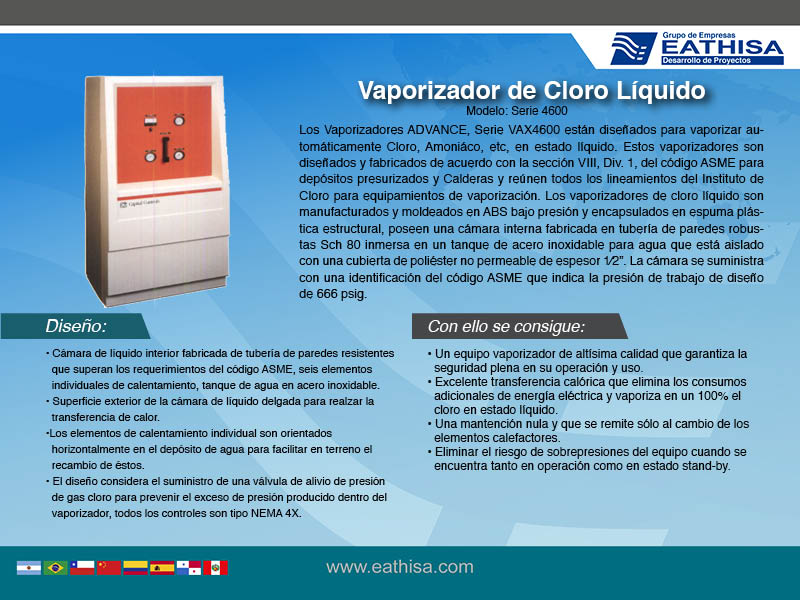 Grupo de Empresas
EATHISA
Desarrollo de Proyectos
Vaporizador de Cloro Líquido
Modelo: Serie 4600
Los Vaporizadores ADVANCE, Serie VAX4600 están diseñados para vaporizar au-
tomáticamente Cloro, Amoniáco, etc, en estado líquido. Estos vaporizadores son
diseñados y fabricados de acuerdo con la sección VIII, Div. 1, del código ASME para
depósitos presurizados y Calderas y reúnen todos los lineamientos del Instituto de
Cloro para equipamientos de vaporización. Los vaporizadores de cloro líquido son
manufacturados y moldeados en ABS bajo presión y encapsulados en espuma plás-
tica estructural, poseen una cámara interna fabricada en tubería de paredes robus-
tas Sch 80 inmersa en un tanque de acero inoxidable para agua que está aislado
con una cubierta de poliéster no permeable de espesor 1/2”. La cámara se suministra
con una identificación del código ASME que indica la presión de trabajo de diseño
de 666 psig.
Capital Controls
Diseño:
• Cámara de líquido interior fabricada de tubería de paredes resistentes
que superan los requerimientos del código ASME, seis elementos
individuales de calentamiento, tanque de agua en acero inoxidable.
• Superficie exterior de la cámara de líquido delgada para realzar la
transferencia de calor.
•Los elementos de calentamiento individual son orientados
horizontalmente en el depósito de agua para facilitar en terreno el
recambio de éstos.
• El diseño considera el suministro de una válvula de alivio de presión
de gas cloro para prevenir el exceso de presión producido dentro del
vaporizador, todos los controles son tipo NEMA 4X.
Con ello se consigue:
• Un equipo vaporizador de altísima calidad que garantiza la
seguridad plena en su operación y uso.
• Excelente transferencia calórica que elimina los consumos
adicionales de energía eléctrica y vaporiza en un 100% el
cloro en estado líquido.
• Una mantención nula y que se remite sólo al cambio de los
elementos calefactores.
• Eliminar el riesgo de sobrepresiones del equipo cuando se
encuentra tanto en operación como en estado stand-by.
www.eathisa.com